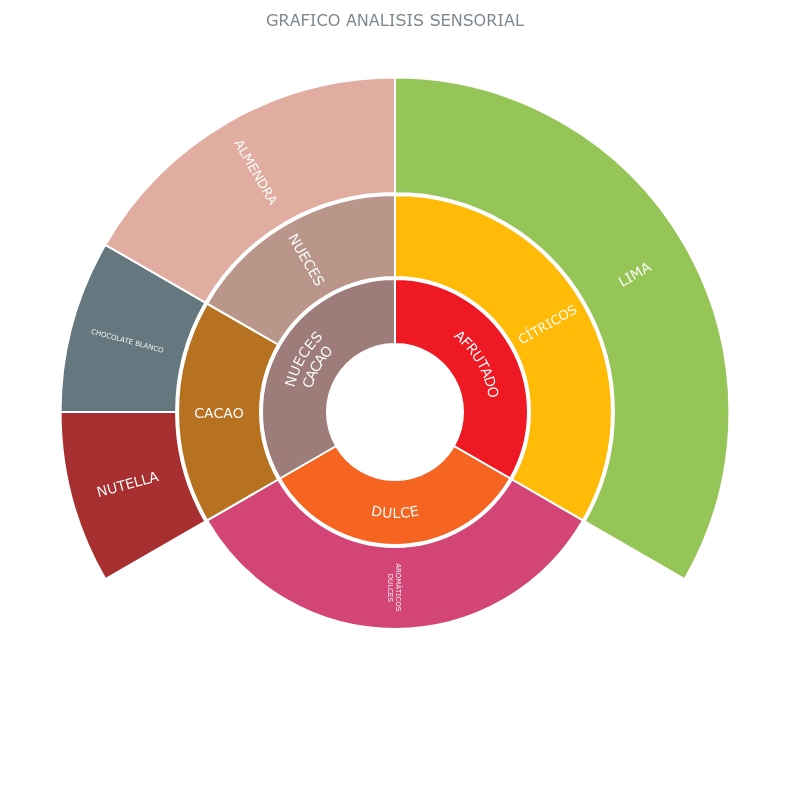 GRAFICO ANALISIS SENSORIAL
ALMENDRA
LIMA
NUECES
CÍTRICOS
CHOCOLATE BLANCO
NUECES
CACAO
AFRUTADO
CACAO
NUTELLA
DULCE
AROMÁTICOS
DULCES